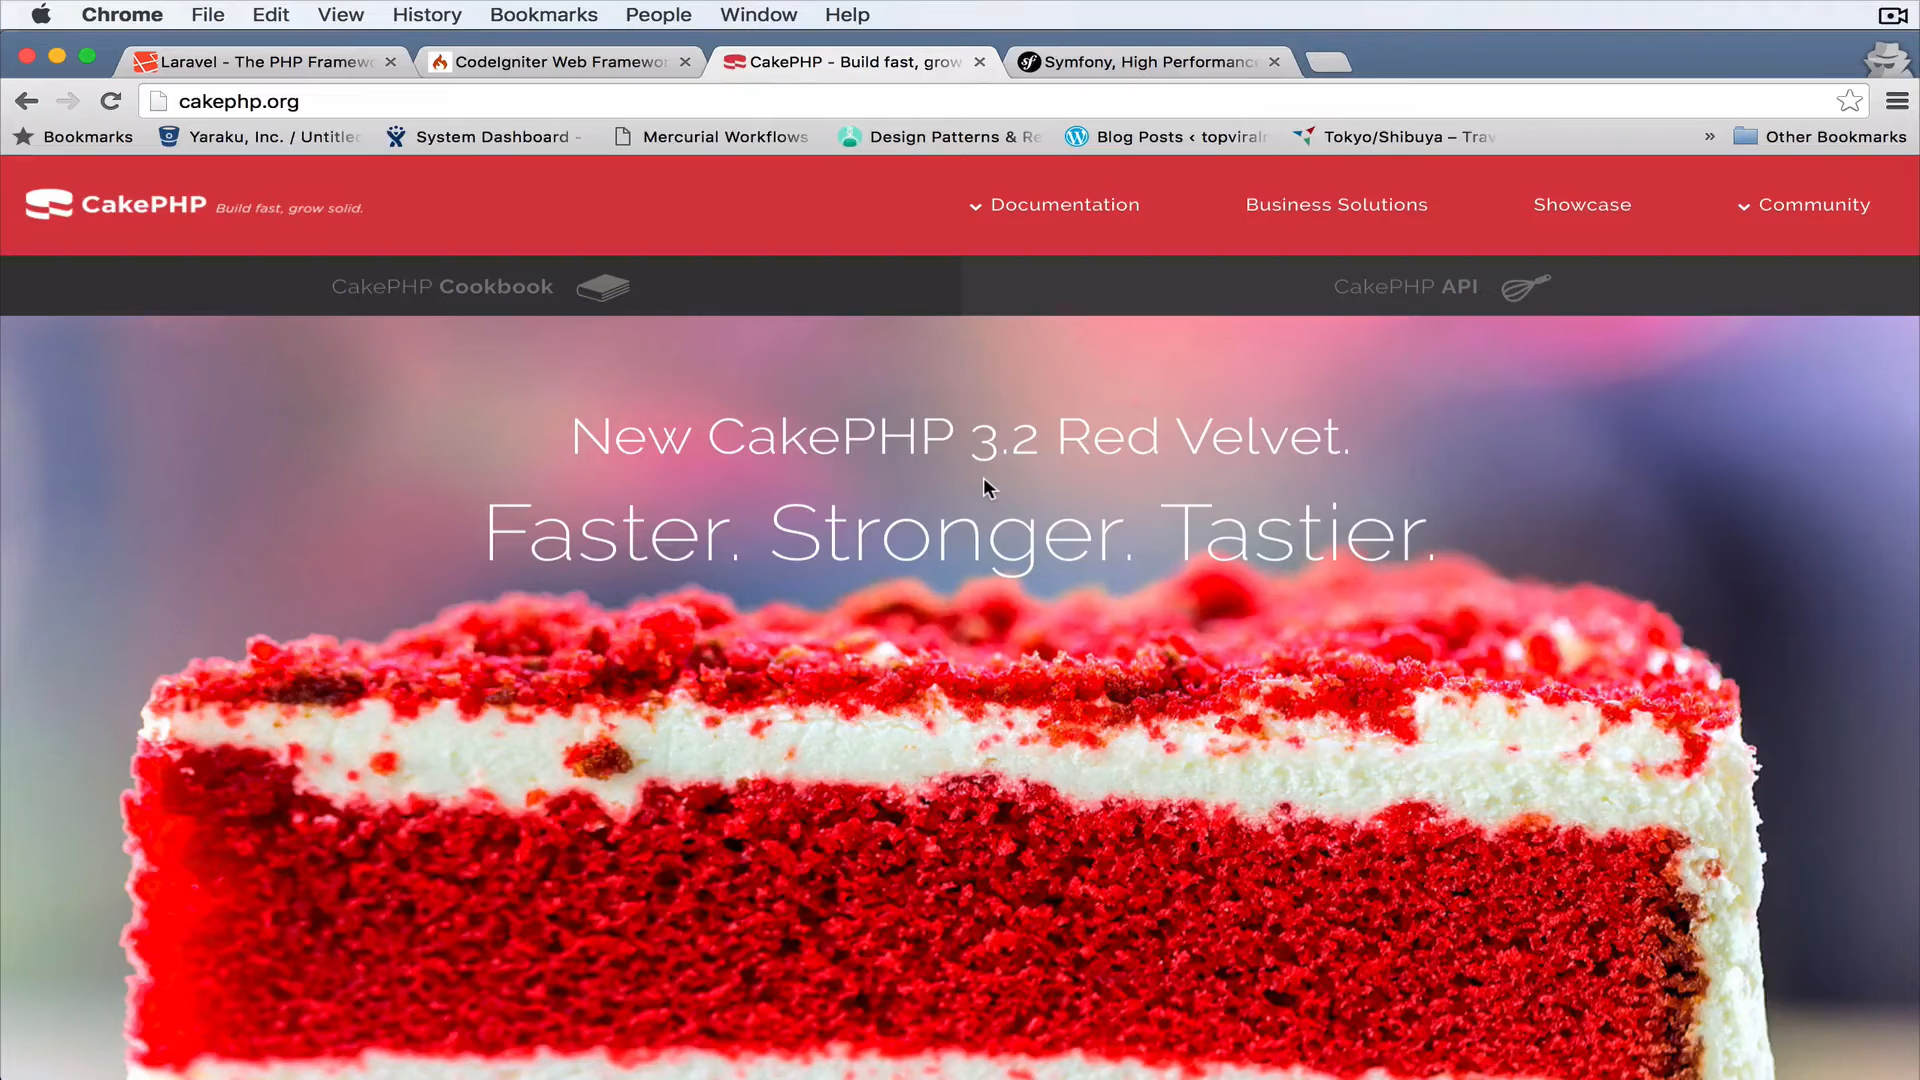 Chrome File Edit View History Bookmarks People Window Help
Laravel - The PHP Framew
CodeIgniter Web Framewor
CakePHP - Build fast, grow
sf Symfony, High Performance
cakephp.org
Bookmarks Yaraku, Inc. / Untitle System Dashboard - Mercurial Workflows Design Patterns & Re Blog Posts ‹ topviral Tokyo/Shibuya – Trav » Other Bookmarks
CakePHP Build fast, grow solid. Documentation Business Solutions Showcase Community
CakePHP Cookbook CakePHP API
New CakePHP 3.2 Red Velvet.
Faster. Stronger. Tastier.